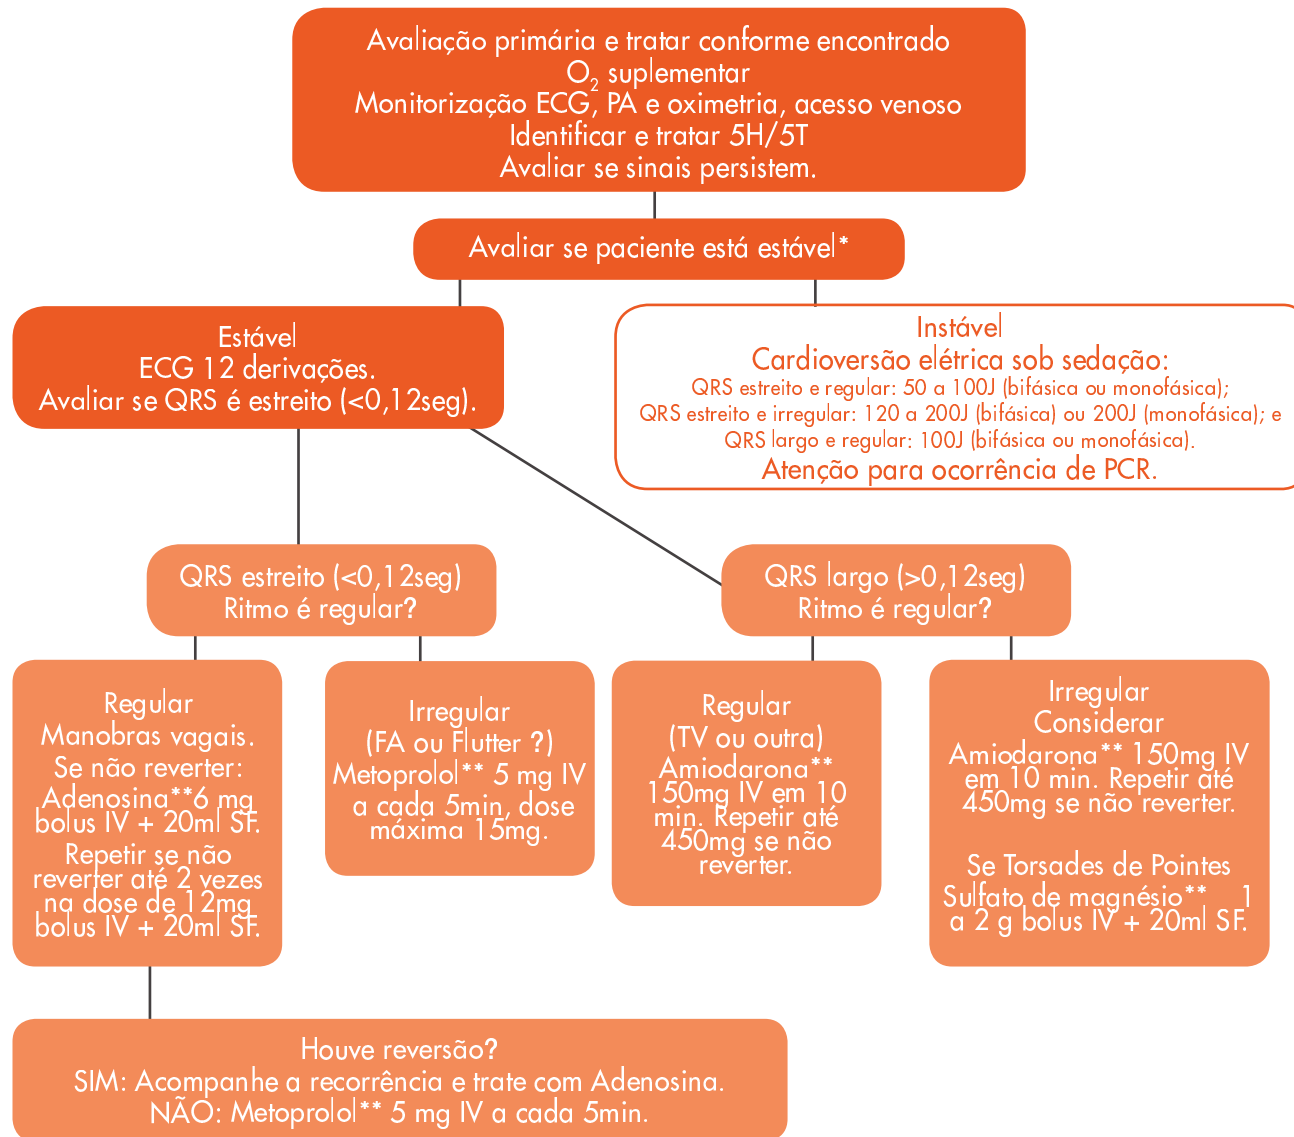 Avaliação primária e tratar conforme encontrado
O2 suplementar
Monitorização ECG, PA e oximetria, acesso venoso
Identificar e tratar 5H/5T
Avaliar se sinais persistem.
Avaliar se paciente está estável*
Estável
ECG 12 derivações.
Avaliar se QRS é estreito (<0,12seg).
Instável
Cardioversão elétrica sob sedação:
QRS estreito e regular: 50 a 100J (bifásica ou monofásica);
QRS estreito e irregular: 120 a 200J (bifásica) ou 200J (monofásica); e
QRS largo e regular: 100J (bifásica ou monofásica).
Atenção para ocorrência de PCR.
QRS estreito (<0,12seg)
Ritmo é regular?
QRS largo (>0,12seg)
Ritmo é regular?
Regular
Manobras vagais.
Se não reverter:
Adenosina**6 mg
bolus IV + 20ml SF.
Repetir se não
reverter até 2 vezes
na dose de 12mg
bolus IV + 20ml SF.
Irregular
(FA ou Flutter ?)
Metoprolol** 5 mg IV
a cada 5min, dose
máxima 15mg.
Regular
(TV ou outra)
Amiodarona**
150mg IV em 10
min. Repetir até
450mg se não
reverter.
Irregular
Considerar
Amiodarona** 150mg IV
em 10 min. Repetir até
450mg se não reverter.
Se Torsades de Pointes
Sulfato de magnésio** 1
a 2 g bolus IV + 20ml SF.
Houve reversão?
SIM: Acompanhe a recorrência e trate com Adenosina.
NÃO: Metoprolol** 5 mg IV a cada 5min.